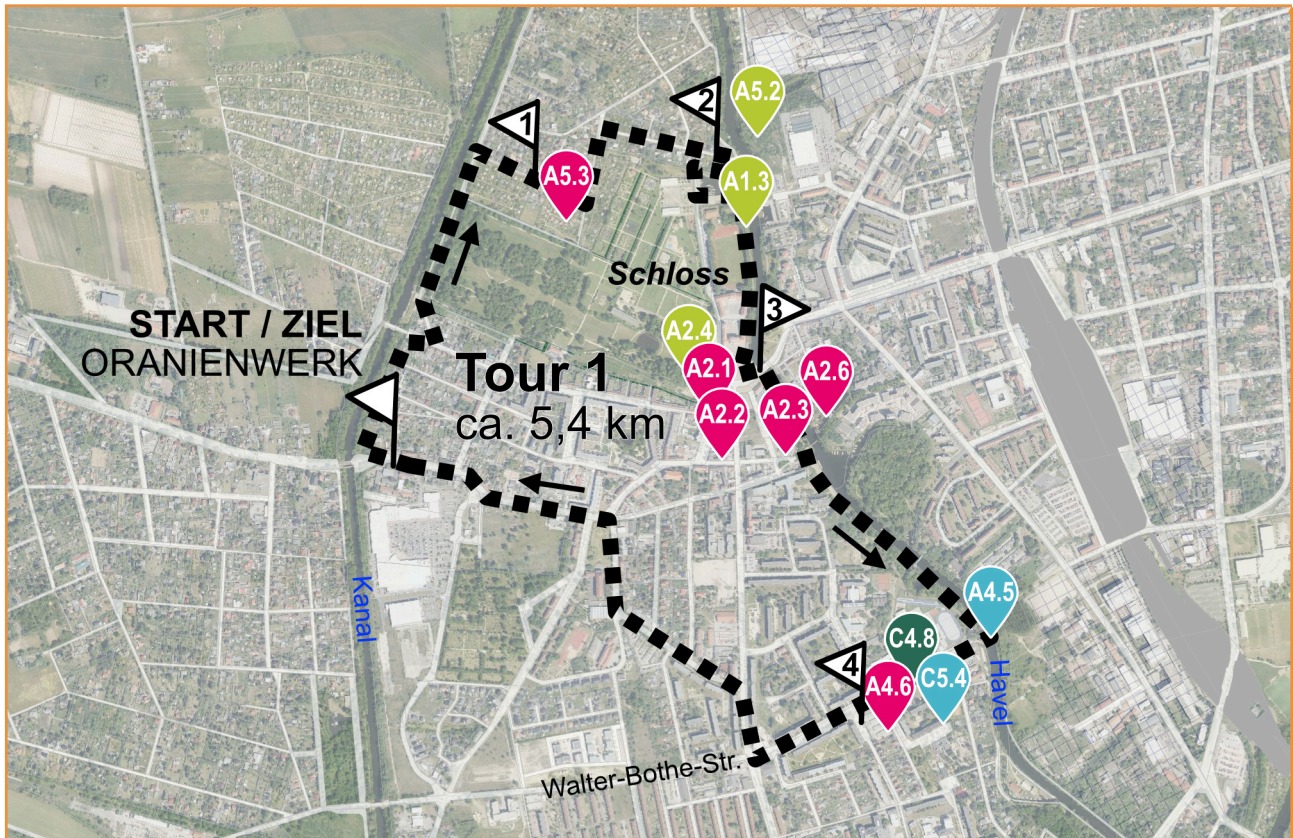 2
A5.2
1
A5.3
A1.3
Schloss
START / ZIEL
ORANIENWERK
3
A2.4
Tour 1
ca. 5,4 km
A2.1
A2.6
A2.2
A2.3
Kanal
A4.5
C4.8
4
A4.6
C5.4
Havel
Walter-Bothe-Str.